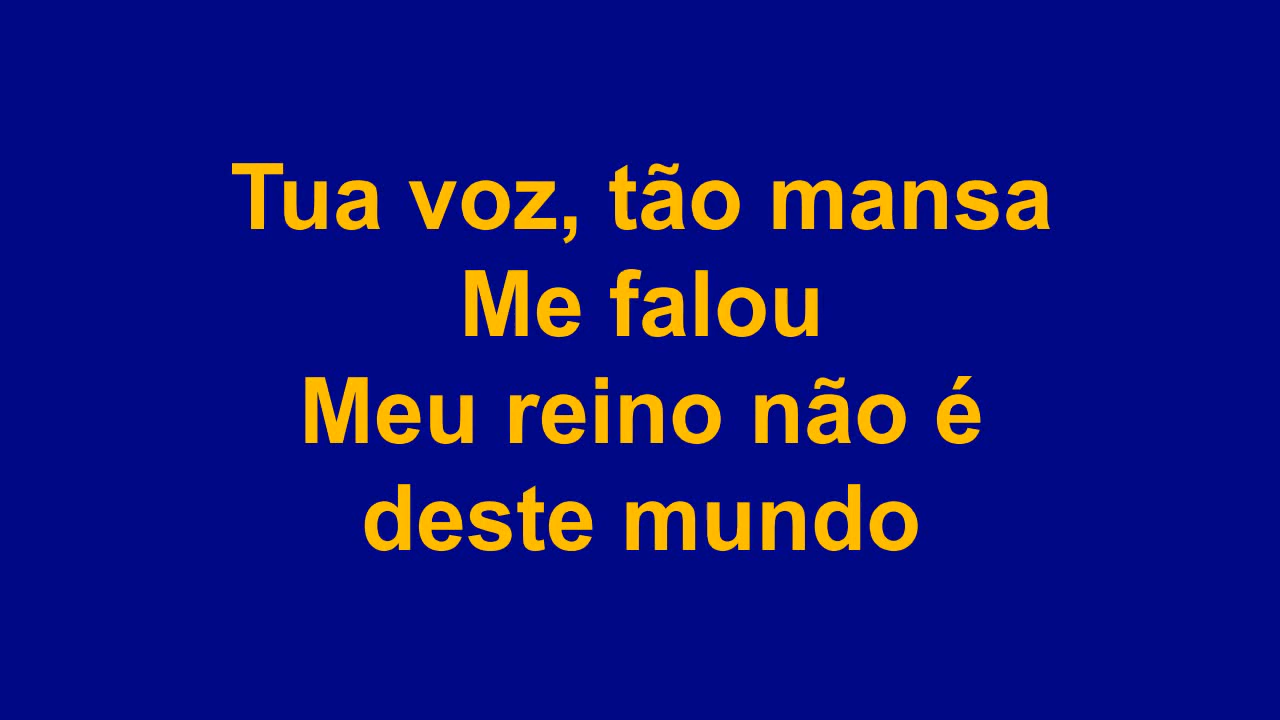 Tua voz, tão mansa
Me falou
Meu reino não é
deste mundo